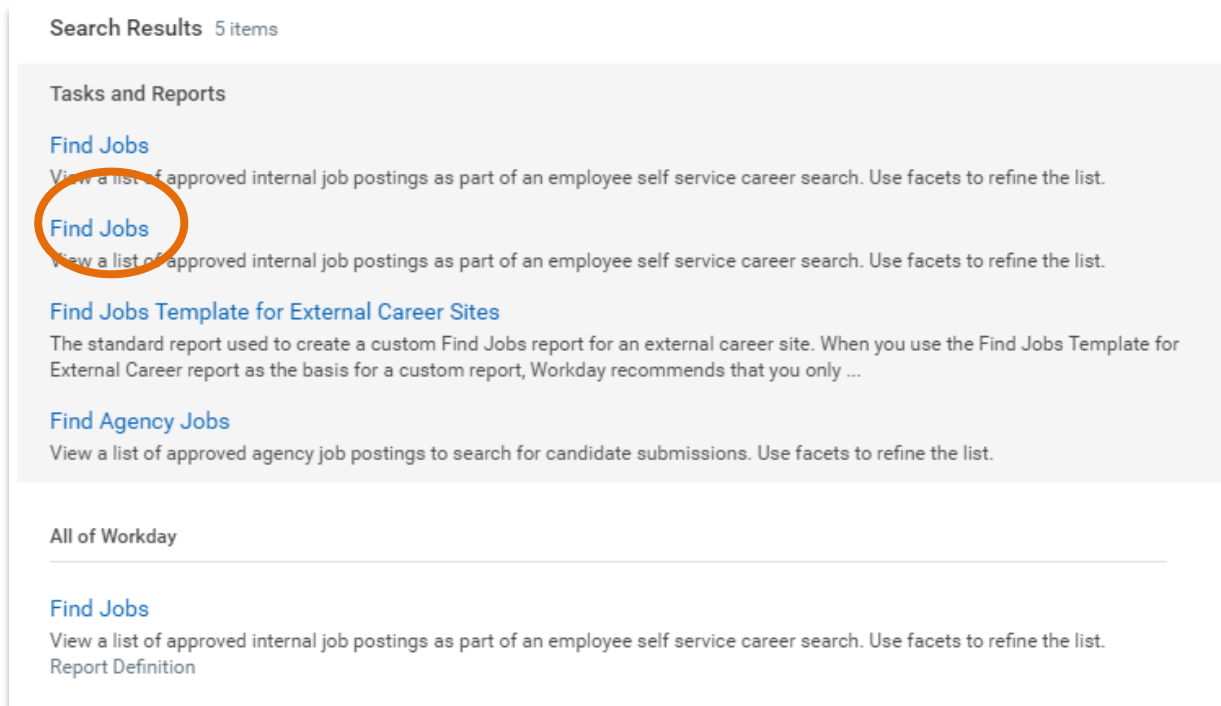 Search Results 5 items
Tasks and Reports
Find Jobs
View a list of approved internal job postings as part of an employee self service career search. Use facets to refine the list.
Find Jobs
View a list of approved internal job postings as part of an employee self service career search. Use facets to refine the list.
Find Jobs Template for External Career Sites
The standard report used to create a custom Find Jobs report for an external career site. When you use the Find Jobs Template for
External Career report as the basis for a custom report, Workday recommends that you only ...
Find Agency Jobs
View a list of approved agency job postings to search for candidate submissions. Use facets to refine the list.
All of Workday
Find Jobs
View a list of approved internal job postings as part of an employee self service career search. Use facets to refine the list.
Report Definition